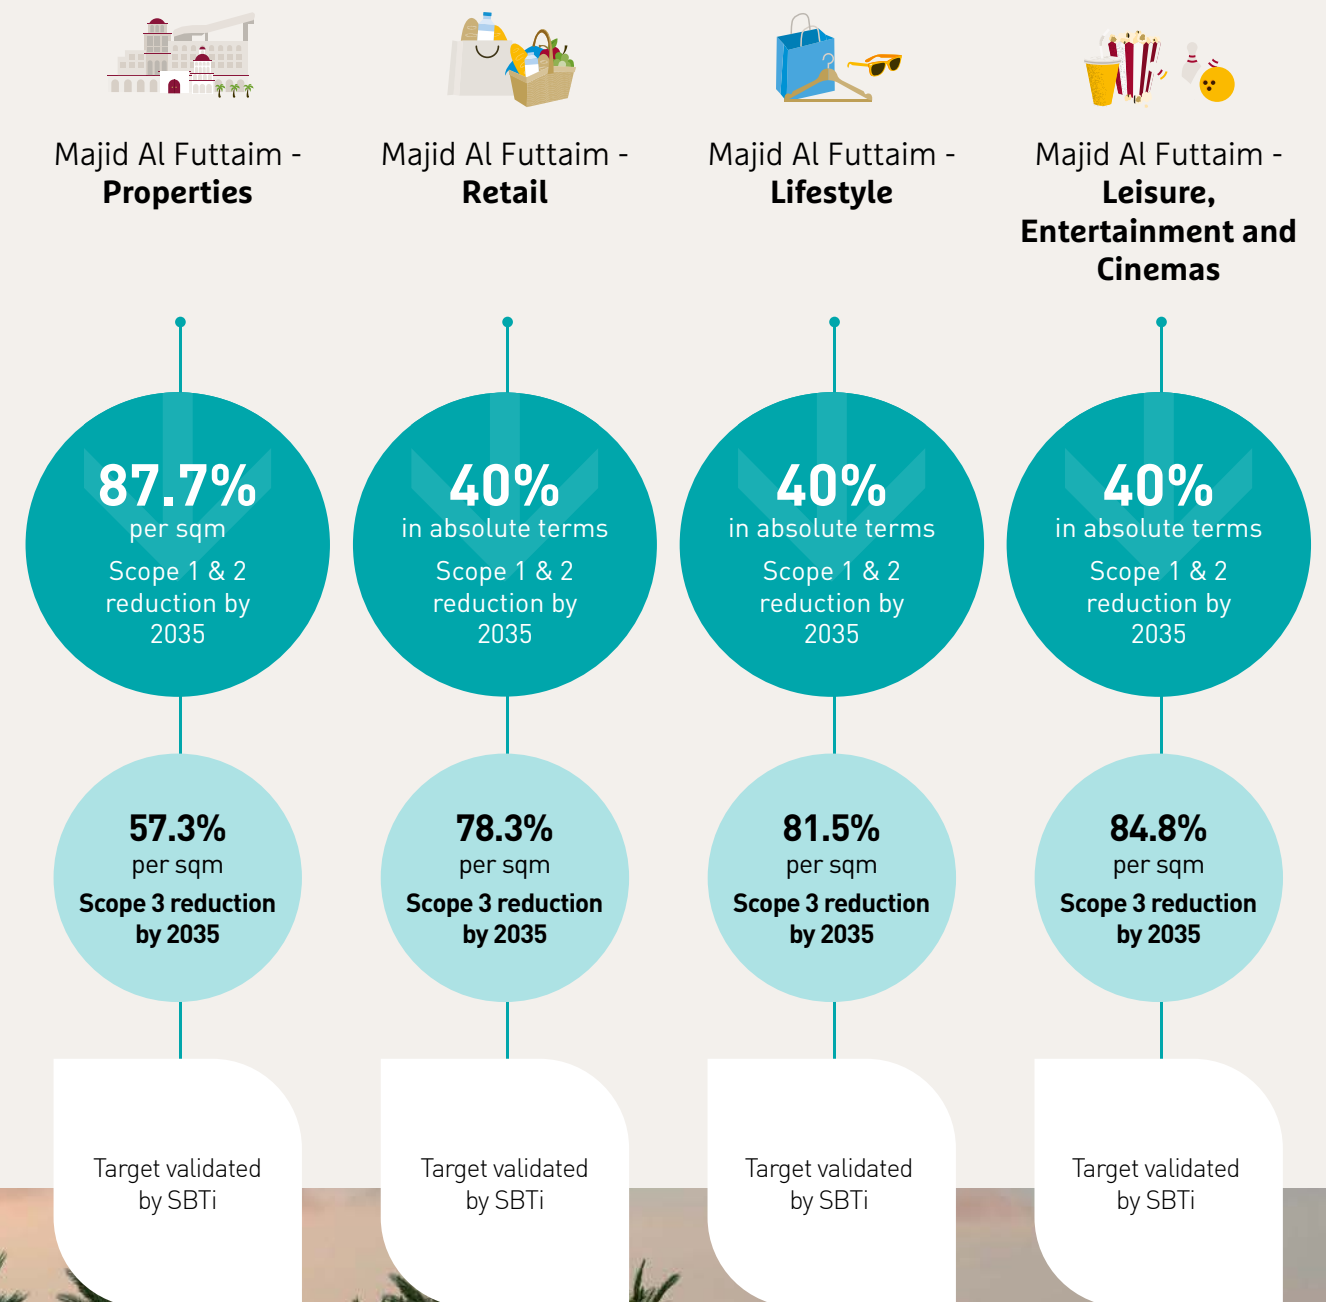 Majid Al Futtaim -
Properties
Majid Al Futtaim -
Retail
Majid Al Futtaim -
Lifestyle
Majid Al Futtaim -
Leisure,
Entertainment and
Cinemas
87.7%
per sqm
Scope 1 & 2
reduction by
2035
40%
in absolute terms
Scope 1 & 2
reduction by
2035
40%
in absolute terms
Scope 1 & 2
reduction by
2035
40%
in absolute terms
Scope 1 & 2
reduction by
2035
57.3%
per sqm
Scope 3 reduction
by 2035
78.3%
per sqm
Scope 3 reduction
by 2035
81.5%
per sqm
Scope 3 reduction
by 2035
84.8%
per sqm
Scope 3 reduction
by 2035
Target validated
by SBTi
Target validated
by SBTi
Target validated
by SBTi
Target validated
by SBTi